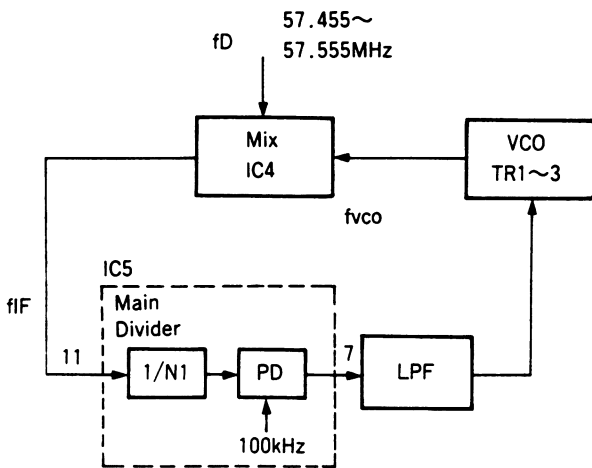 57.455～
57.555MHz
fD
Mix
IC4
VCO
TR1～3
fvco
IC5
fIF
Main
Divider
11
1/N1
PD
7
LPF
100kHz